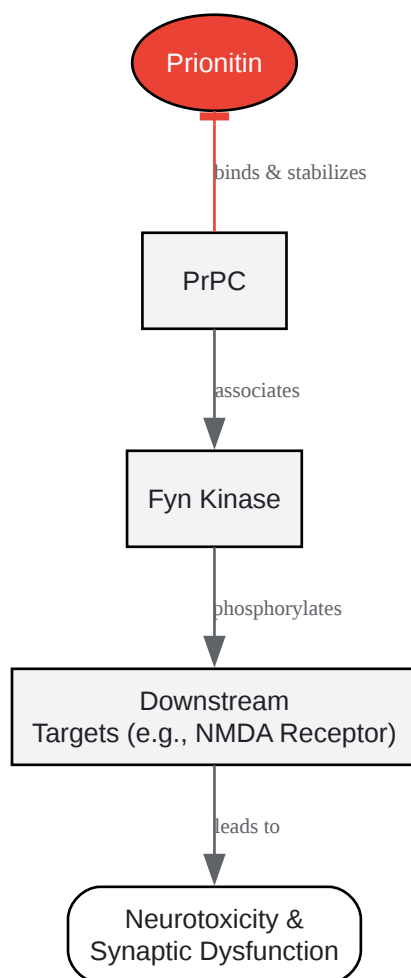 Prionitin
binds & stabilizes
PrPC
associates
Fyn Kinase
phosphorylates
Downstream
Targets (e.g., NMDA Receptor)
leads to
Neurotoxicity &
Synaptic Dysfunction